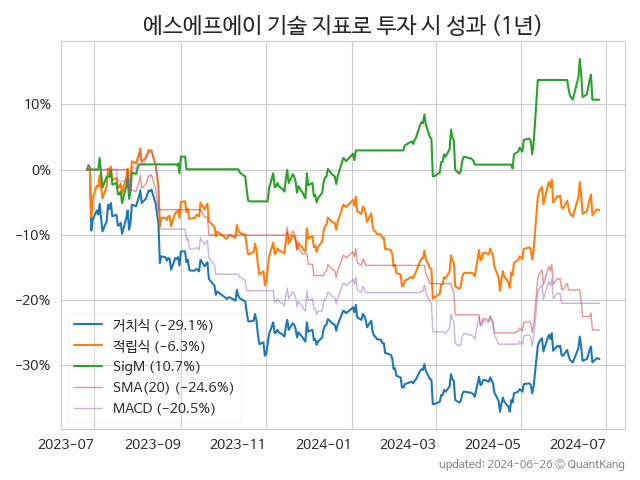 에스에프에이 기술 지표로 투자 시 성과 (1년)
10%
0%
−10%
−20%
−30%
거치식 (−29.1%)
적립식 (−6.3%)
SigM (10.7%)
SMA(20) (−24.6%)
MACD (−20.5%)
2023-07 2023-09 2023-11 2024-01 2024-03 2024-05 2024-07
updated: 2024-06-26 ⓒ QuantKang